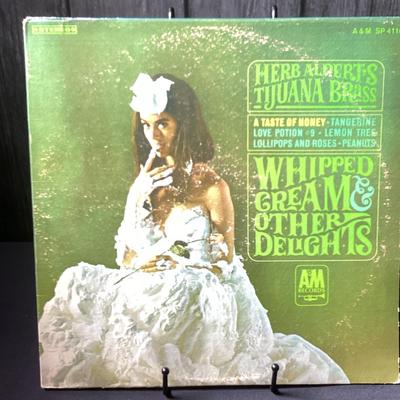 STEREO
A&M SP 4110
HERB ALPERT'S
TIJUANA BRASS
A TASTE OF HONEY • TANGERINE
LOVE POTION #9 • LEMON TREE
LOLLIPOPS AND ROSES • PEANUTS
WHIPPED
CREAM &
OTHER
DELIGHTS
A&M
RECORDS